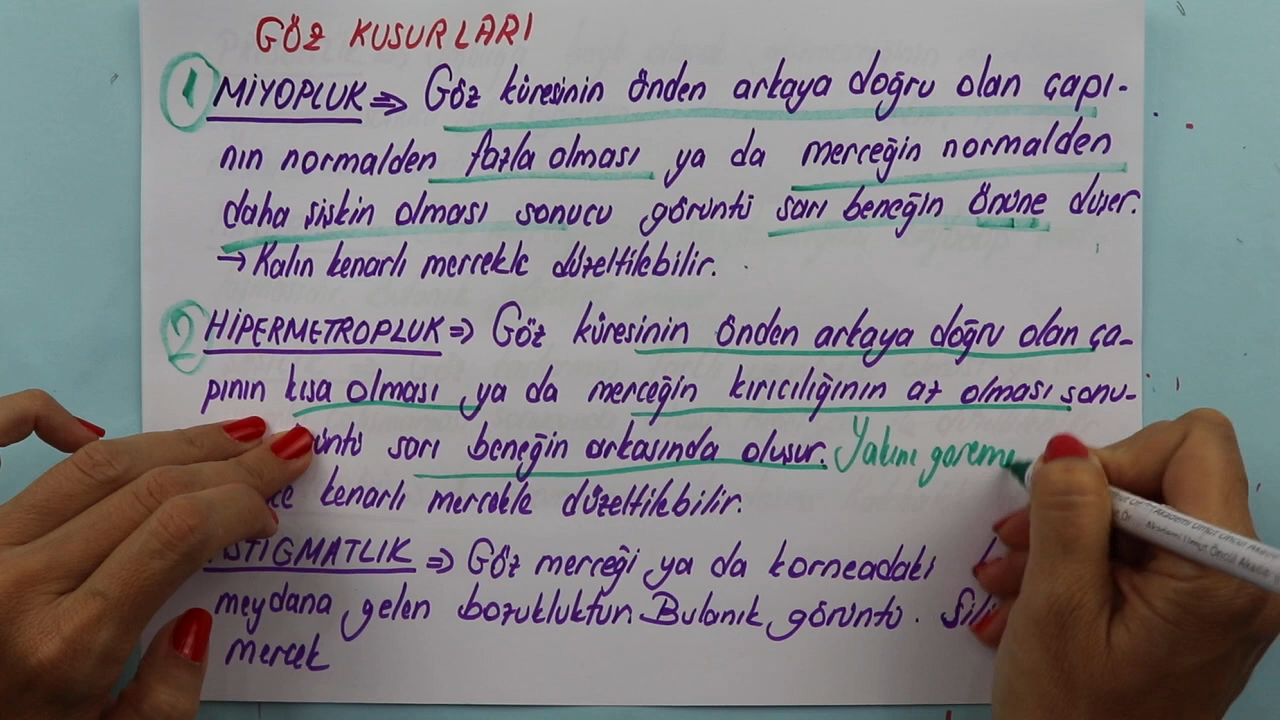 GÖZ KUSURLARI
1 MİYOPLUK ⇒ Göz küresinin önden arkaya doğru olan çapı-
nın normalden fazla olması ya da merceğin normalden
daha şişkin olması sonucu görüntü sarı beneğin önüne düşer.
→ Kalın kenarlı mercekle düzeltilebilir.
2 HİPERMETROPLUK ⇒ Göz küresinin önden arkaya doğru olan ça-
pının kısa olması ya da merceğin kırıcılığının az olması sonu-
üntü sarı beneğin arkasında oluşur. Yakını göreme
kenarlı mercekle düzeltilebilir.
STİGMATLIK ⇒ Göz merceği ya da korneadaki
meydana gelen bozukluktur. Bulanık görüntü. Sili
mercek